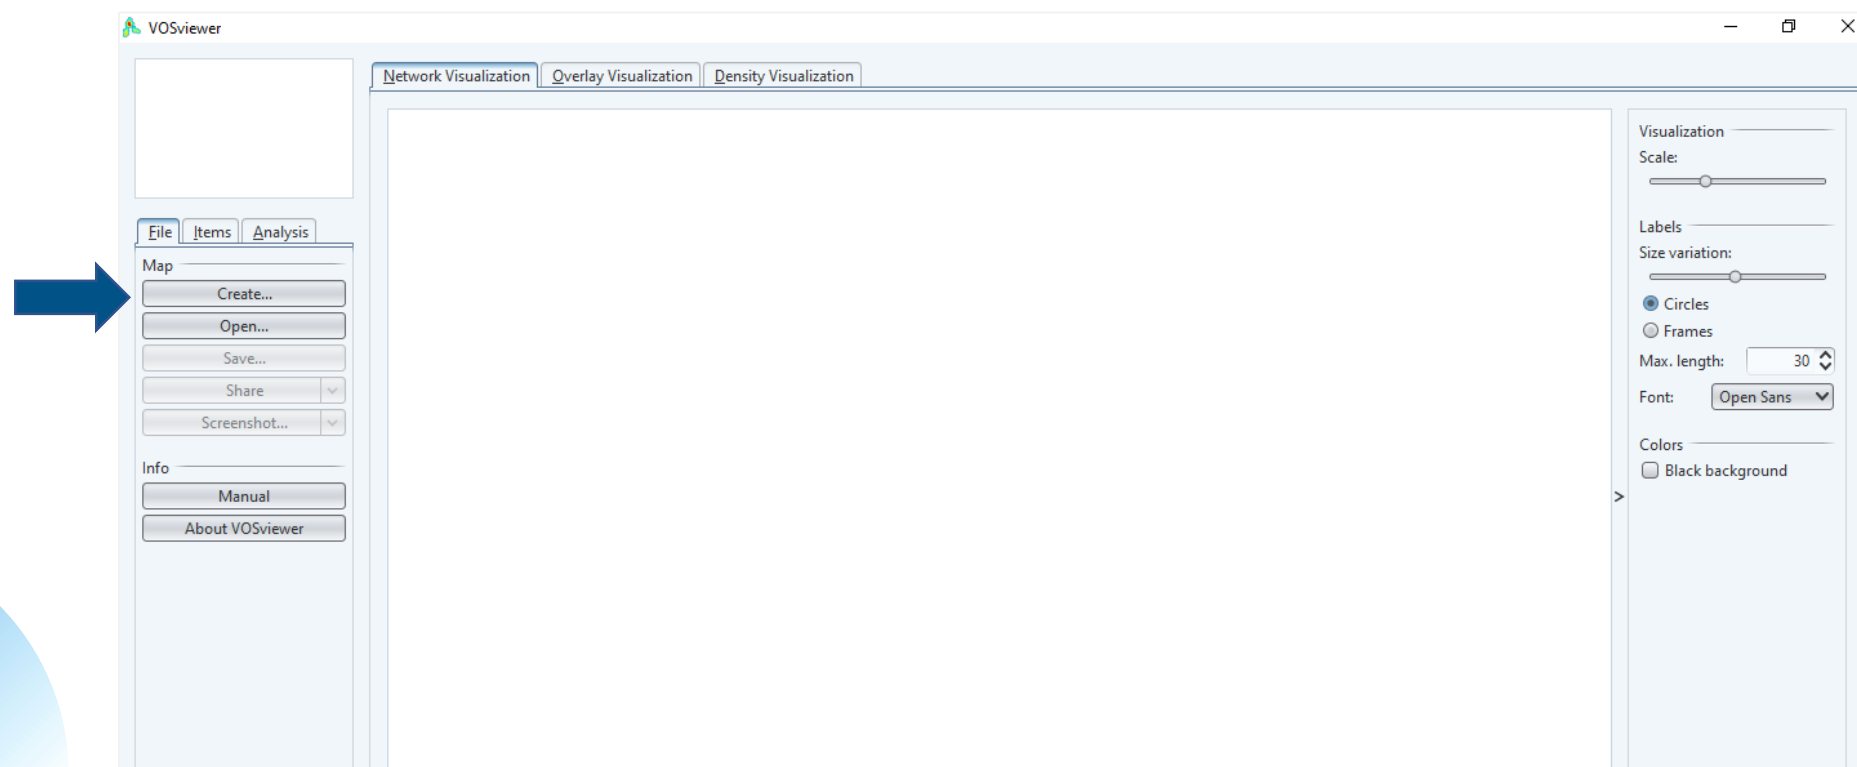 VOSviewer
Network Visualization Overlay Visualization Density Visualization
File Items Analysis
Map
Create...
Open...
Save...
Share
Screenshot...
Info
Manual
About VOSviewer
Visualization
Scale:
Labels
Size variation:
Circles
Frames
Max. length: 30
Font: Open Sans
Colors
Black background
>